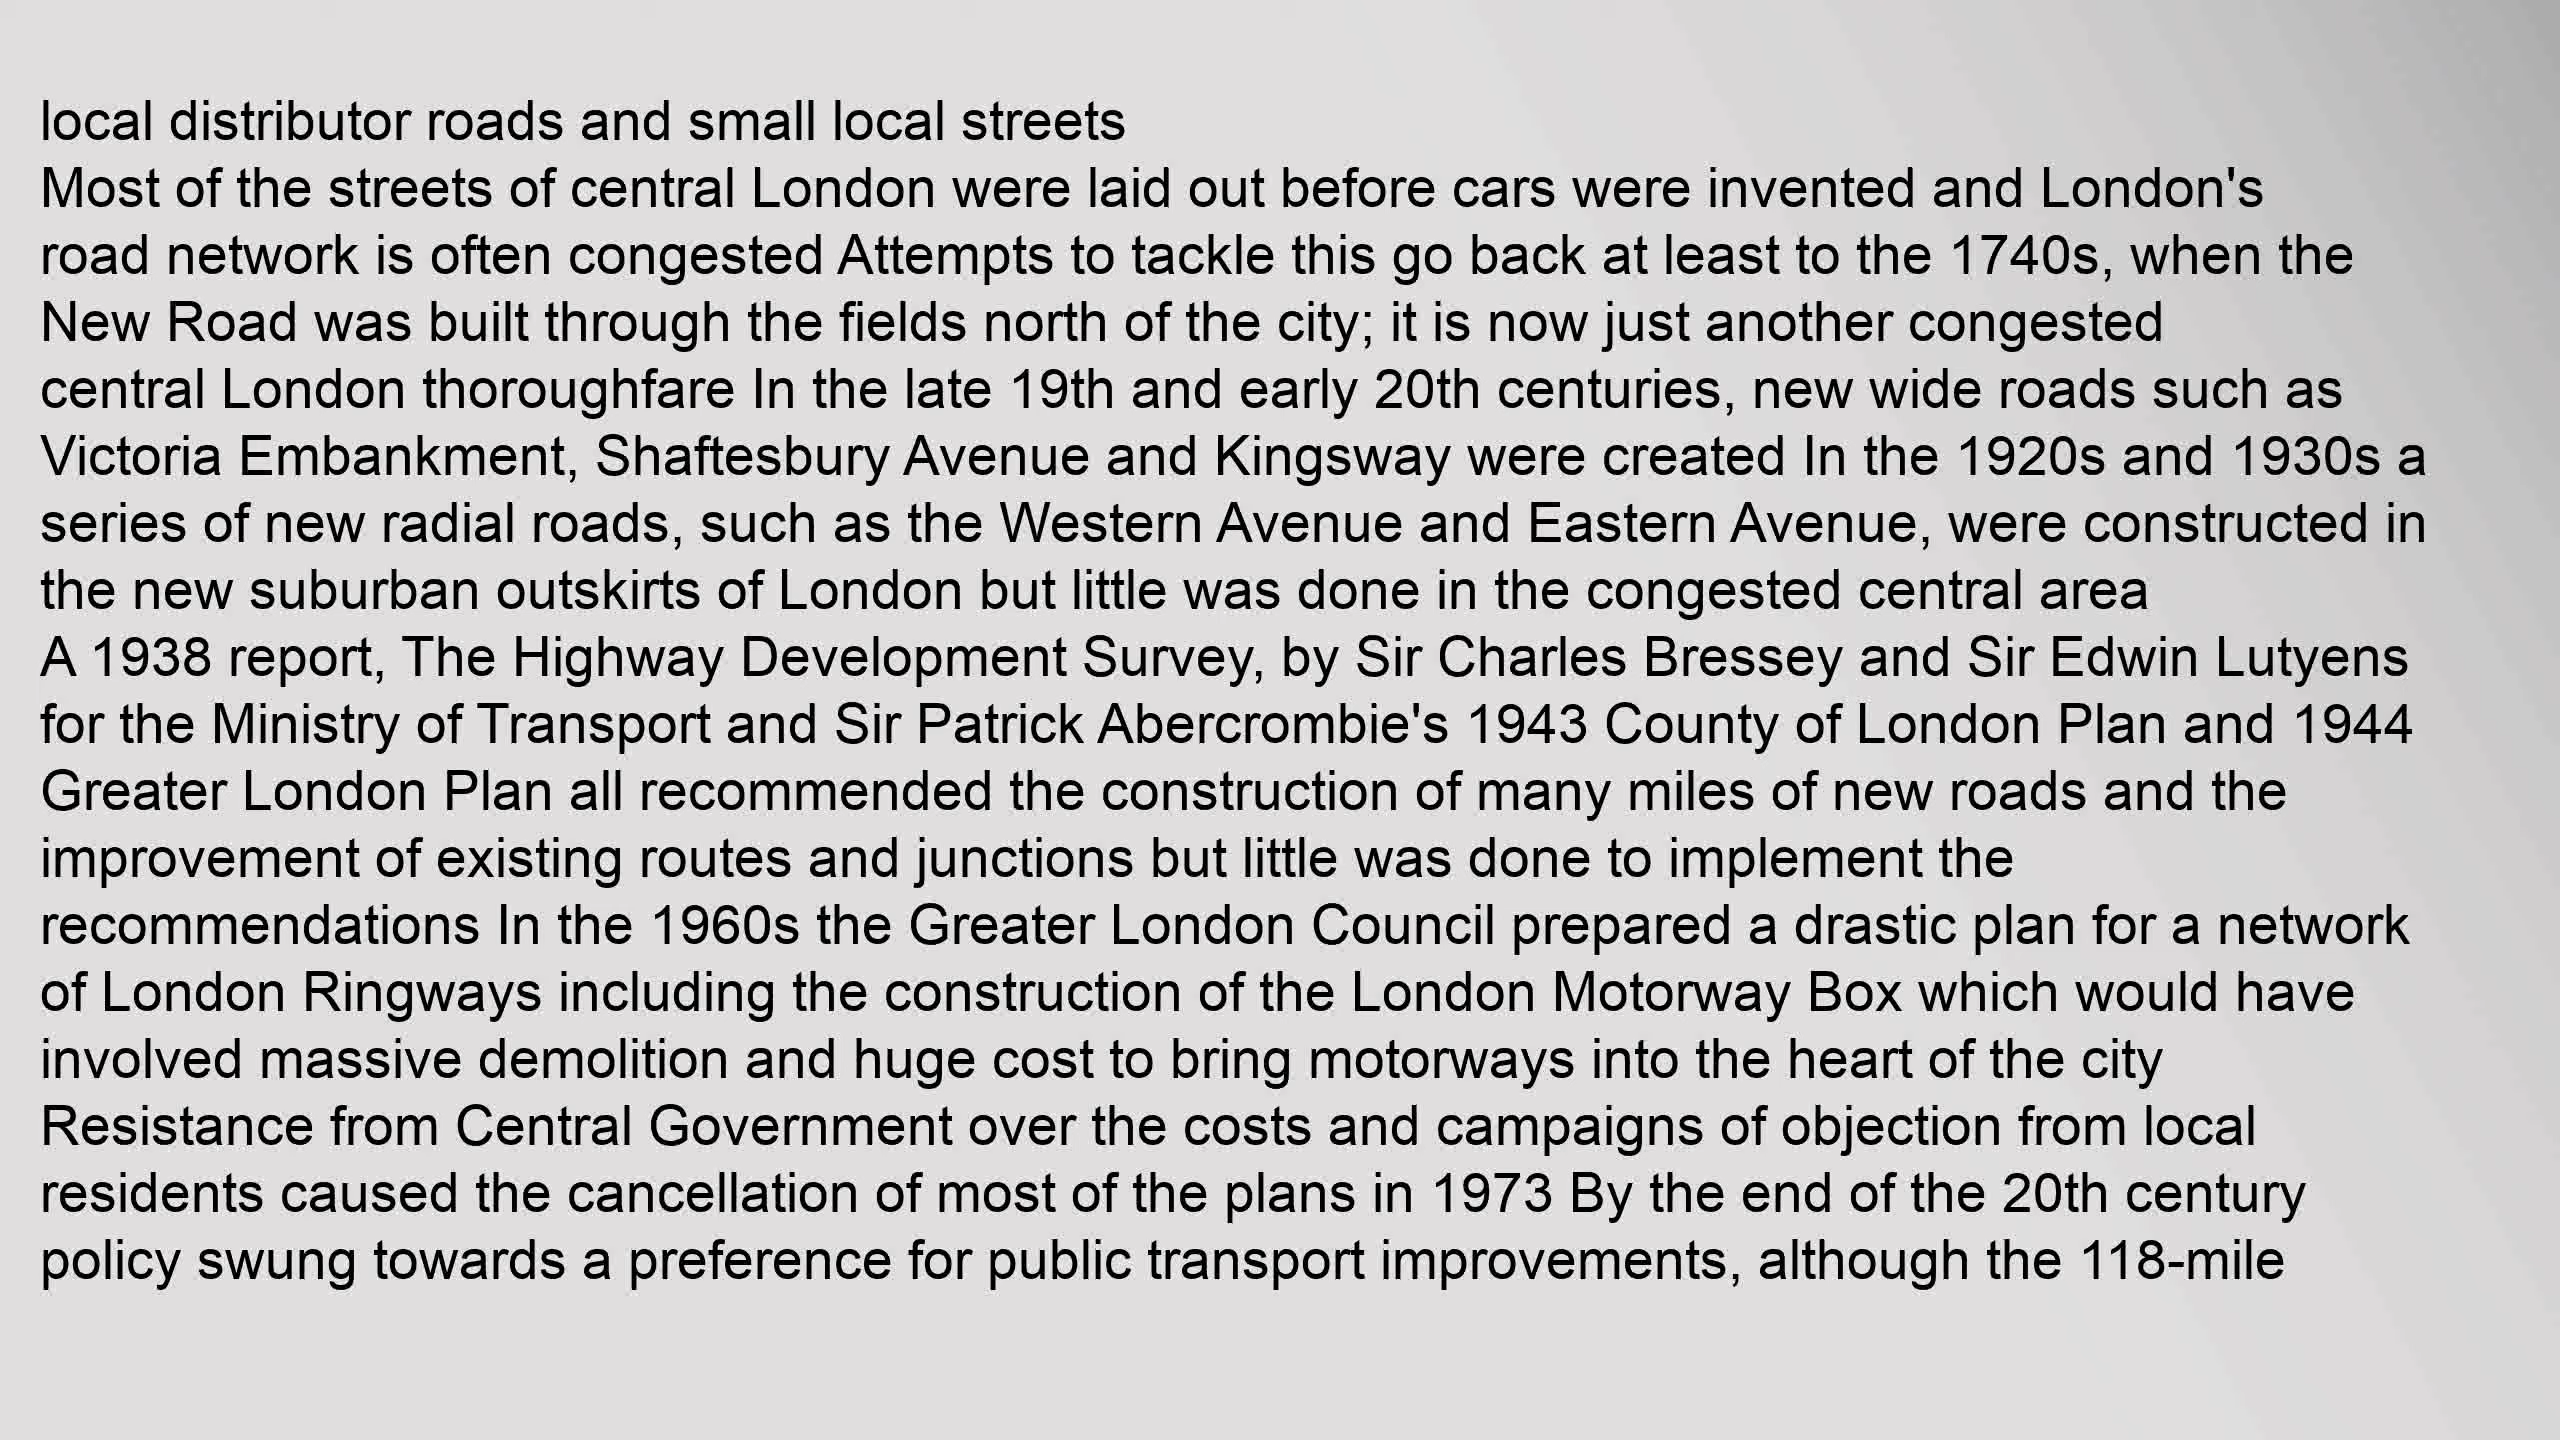 local distributor roads and small local streets
Most of the streets of central London were laid out before cars were invented and London's
road network is often congested Attempts to tackle this go back at least to the 1740s, when the
New Road was built through the fields north of the city; it is now just another congested
central London thoroughfare In the late 19th and early 20th centuries, new wide roads such as
Victoria Embankment, Shaftesbury Avenue and Kingsway were created In the 1920s and 1930s a
series of new radial roads, such as the Western Avenue and Eastern Avenue, were constructed in
the new suburban outskirts of London but little was done in the congested central area
A 1938 report, The Highway Development Survey, by Sir Charles Bressey and Sir Edwin Lutyens
for the Ministry of Transport and Sir Patrick Abercrombie's 1943 County of London Plan and 1944
Greater London Plan all recommended the construction of many miles of new roads and the
improvement of existing routes and junctions but little was done to implement the
recommendations In the 1960s the Greater London Council prepared a drastic plan for a network
of London Ringways including the construction of the London Motorway Box which would have
involved massive demolition and huge cost to bring motorways into the heart of the city
Resistance from Central Government over the costs and campaigns of objection from local
residents caused the cancellation of most of the plans in 1973 By the end of the 20th century
policy swung towards a preference for public transport improvements, although the 118-mile